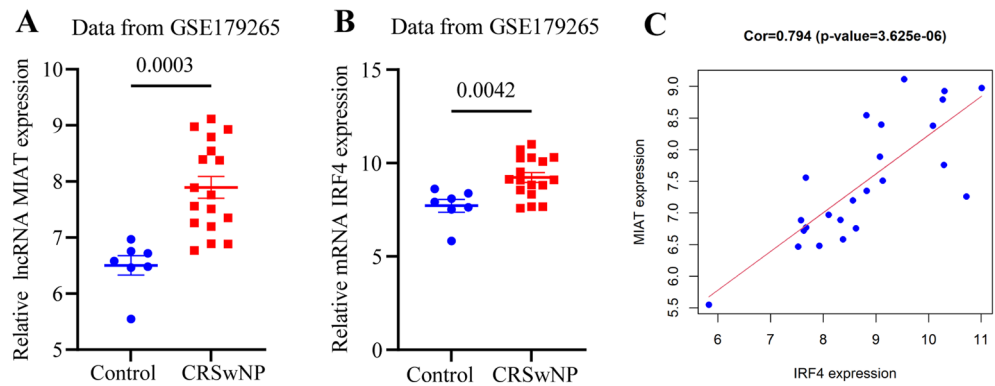 A
Data from GSE179265
Relative lncRNA MIAT expression
10
9
8
7
6
5
0.0003
Control
CRSwNP
B
Data from GSE179265
Relative mRNA IRF4 expression
15
10
5
0
0.0042
Control
CRSwNP
C
Cor=0.794 (p-value=3.625e-06)
MIAT expression
9.0
8.5
8.0
7.5
7.0
6.5
6.0
5.5
6 7 8 9 10 11
IRF4 expression